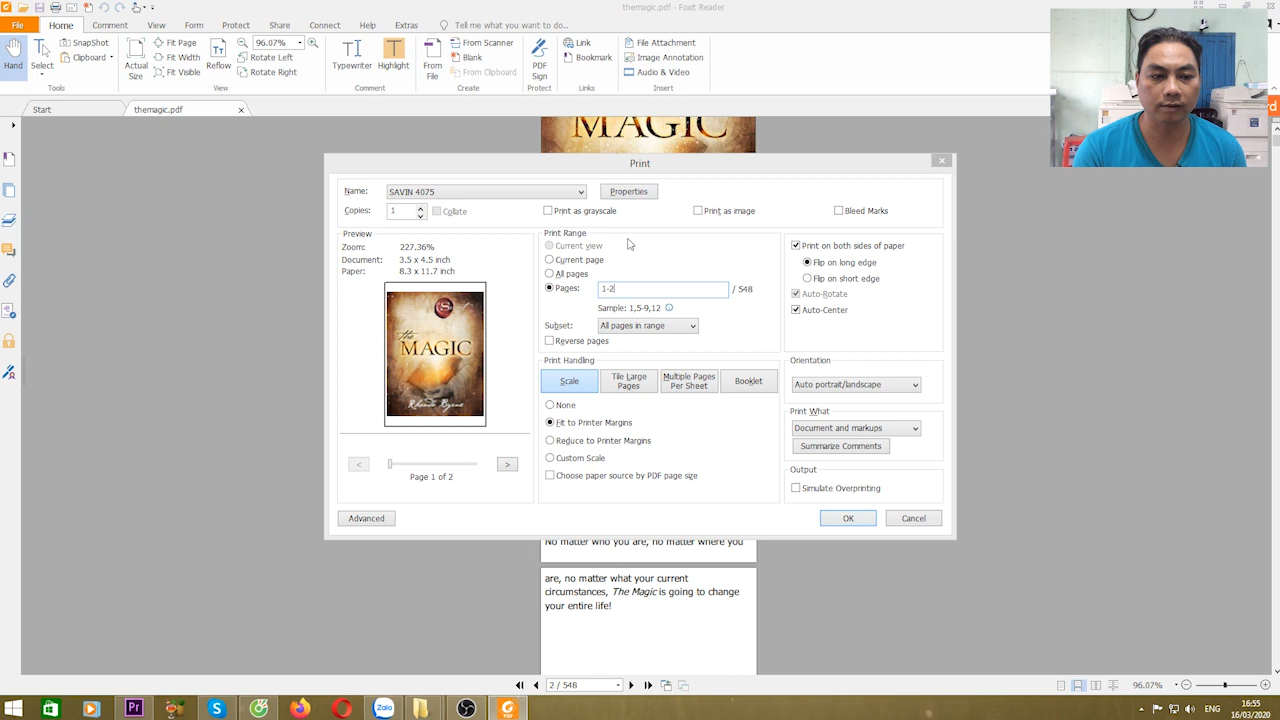 themagic.pdf - Foxit Reader
File Home Comment View Form Protect Share Connect Help Extras Tell me what you want to do...
Hand
Select
SnapShot
Clipboard
Tools
Actual Size
Fit Page
Fit Width
Fit Visible
Reflow
96.07%
Rotate Left
Rotate Right
View
Typewriter
Highlight
Comment
From File
From Scanner
Blank
From Clipboard
Create
PDF Sign
Protect
Link
Bookmark
Links
File Attachment
Image Annotation
Audio & Video
Insert
Start
themagic.pdf
MAGIC
Print
Name: SAVIN 4075 Properties
Copies: 1 Collate Print as grayscale Print as image Bleed Marks
Preview
Zoom: 227.36%
Document: 3.5 x 4.5 inch
Paper: 8.3 x 11.7 inch
the
MAGIC
Rhonda Byrne
< >
Page 1 of 2
Print Range
Current view
Current page
All pages
Pages: 1-2 / 548
Sample: 1,5-9,12
Subset: All pages in range
Reverse pages
Print Handling
Scale
Tile Large Pages
Multiple Pages Per Sheet
Booklet
None
Fit to Printer Margins
Reduce to Printer Margins
Custom Scale
Choose paper source by PDF page size
Print on both sides of paper
Flip on long edge
Flip on short edge
Auto-Rotate
Auto-Center
Orientation
Auto portrait/landscape
Print What
Document and markups
Summarize Comments
Output
Simulate Overprinting
Advanced OK Cancel
No matter who you are, no matter where you
are, no matter what your current
circumstances, The Magic is going to change
your entire life!
2 / 548
96.07%
Zalo
PDF
ENG
16:55
16/03/2020